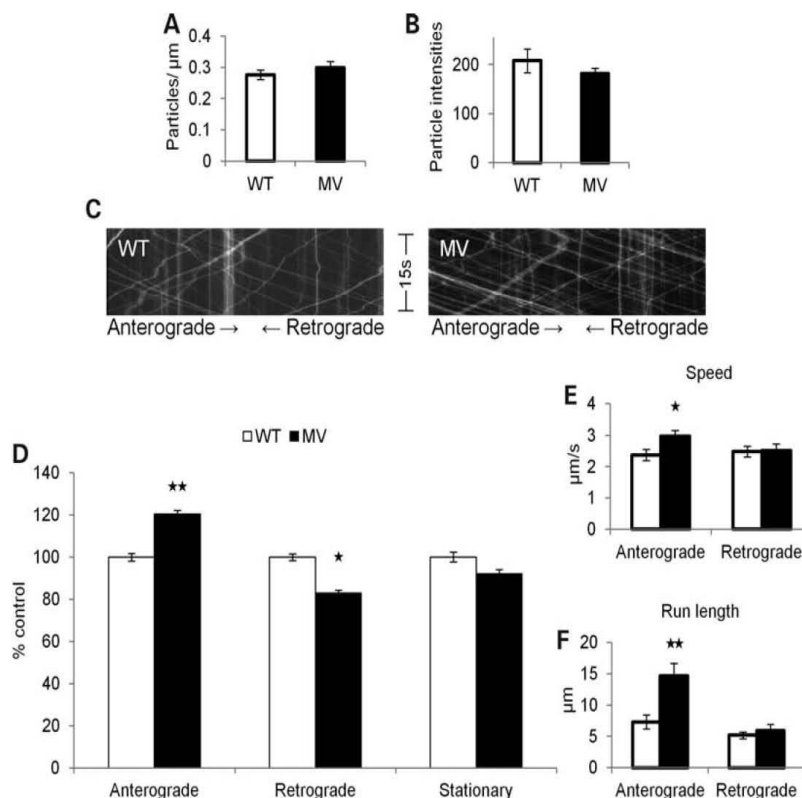 A
Particles/ µm
0.4
0.3
0.2
0.1
0
WT MV
B
Particle intensities
200
100
0
WT MV
C
WT
15s
MV
Anterograde → ← Retrograde
Anterograde → ← Retrograde
D
WT MV
% control
140
120
100
80
60
40
20
0
★★
★
Anterograde Retrograde Stationary
E
Speed
µm/s
4
3
2
1
0
★
Anterograde Retrograde
F
Run length
µm
20
15
10
5
0
★★
Anterograde Retrograde